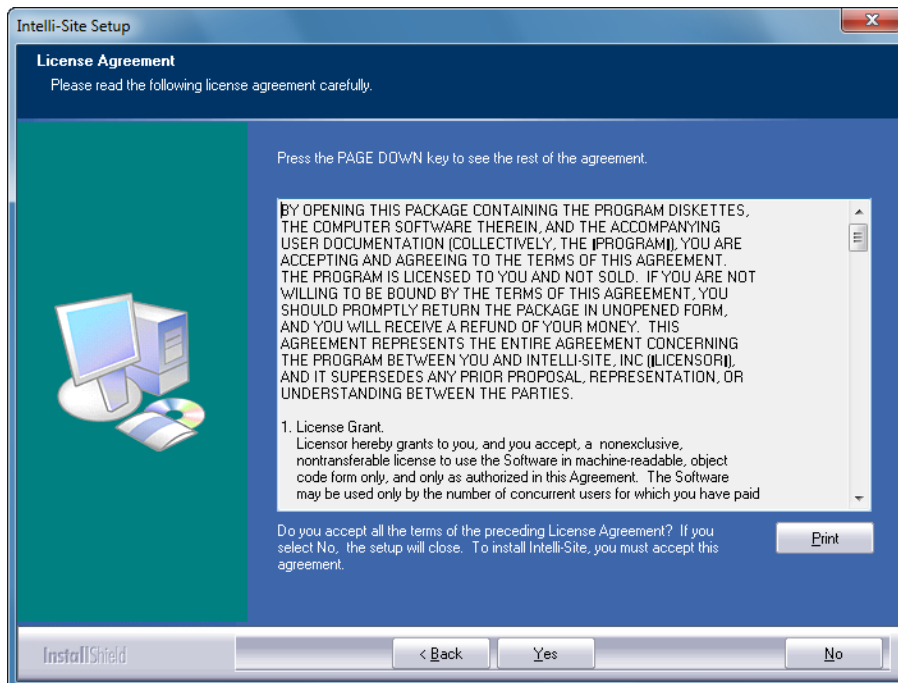 Intelli-Site Setup
License Agreement
Please read the following license agreement carefully.
Press the PAGE DOWN key to see the rest of the agreement.
BY OPENING THIS PACKAGE CONTAINING THE PROGRAM DISKETTES,
THE COMPUTER SOFTWARE THEREIN, AND THE ACCOMPANYING
USER DOCUMENTATION (COLLECTIVELY, THE ▌PROGRAM▌), YOU ARE
ACCEPTING AND AGREEING TO THE TERMS OF THIS AGREEMENT.
THE PROGRAM IS LICENSED TO YOU AND NOT SOLD.  IF YOU ARE NOT
WILLING TO BE BOUND BY THE TERMS OF THIS AGREEMENT, YOU
SHOULD PROMPTLY RETURN THE PACKAGE IN UNOPENED FORM,
AND YOU WILL RECEIVE A REFUND OF YOUR MONEY.  THIS
AGREEMENT REPRESENTS THE ENTIRE AGREEMENT CONCERNING
THE PROGRAM BETWEEN YOU AND INTELLI-SITE, INC (▌LICENSOR▌),
AND IT SUPERSEDES ANY PRIOR PROPOSAL, REPRESENTATION, OR
UNDERSTANDING BETWEEN THE PARTIES.
1. License Grant.
Licensor hereby grants to you, and you accept, a  nonexclusive,
nontransferable license to use the Software in machine-readable, object
code form only, and only as authorized in this Agreement.  The Software
may be used only by the number of concurrent users for which you have paid
Do you accept all the terms of the preceding License Agreement?  If you
select No,  the setup will close.  To install Intelli-Site, you must accept this
agreement.
Print
InstallShield
< Back
Yes
No